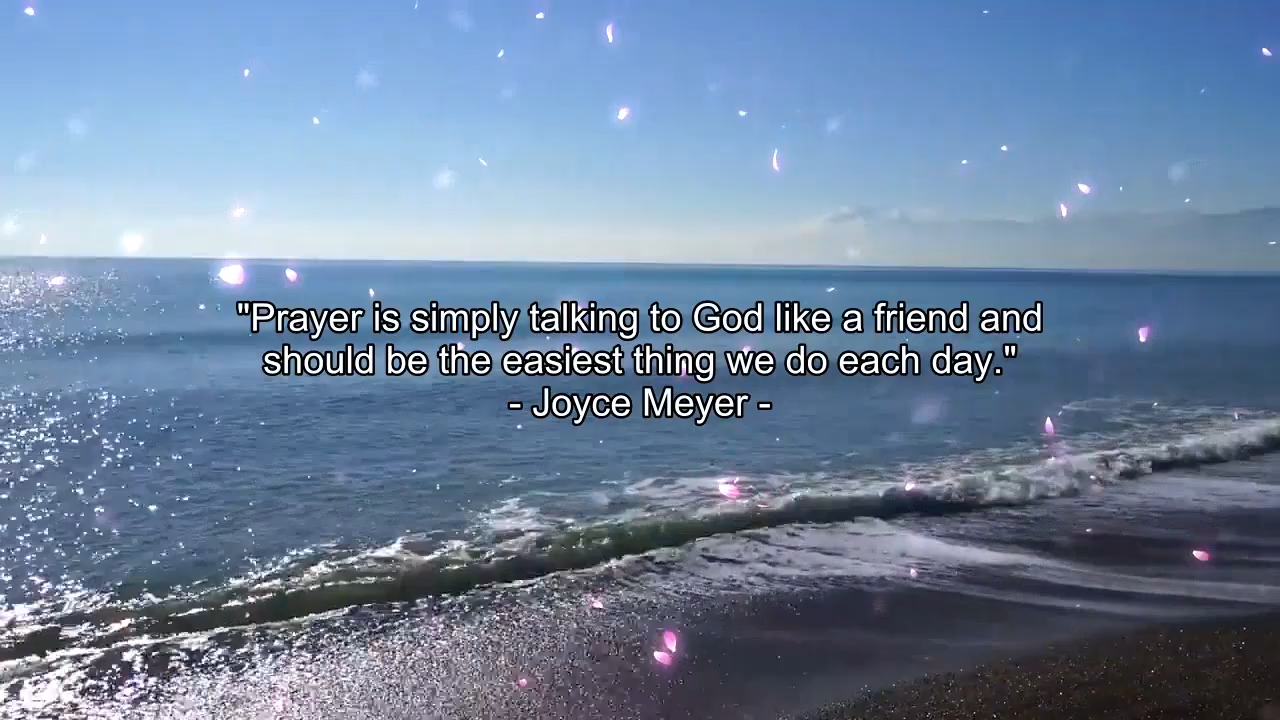 "Prayer is simply talking to God like a friend and
should be the easiest thing we do each day."
- Joyce Meyer -